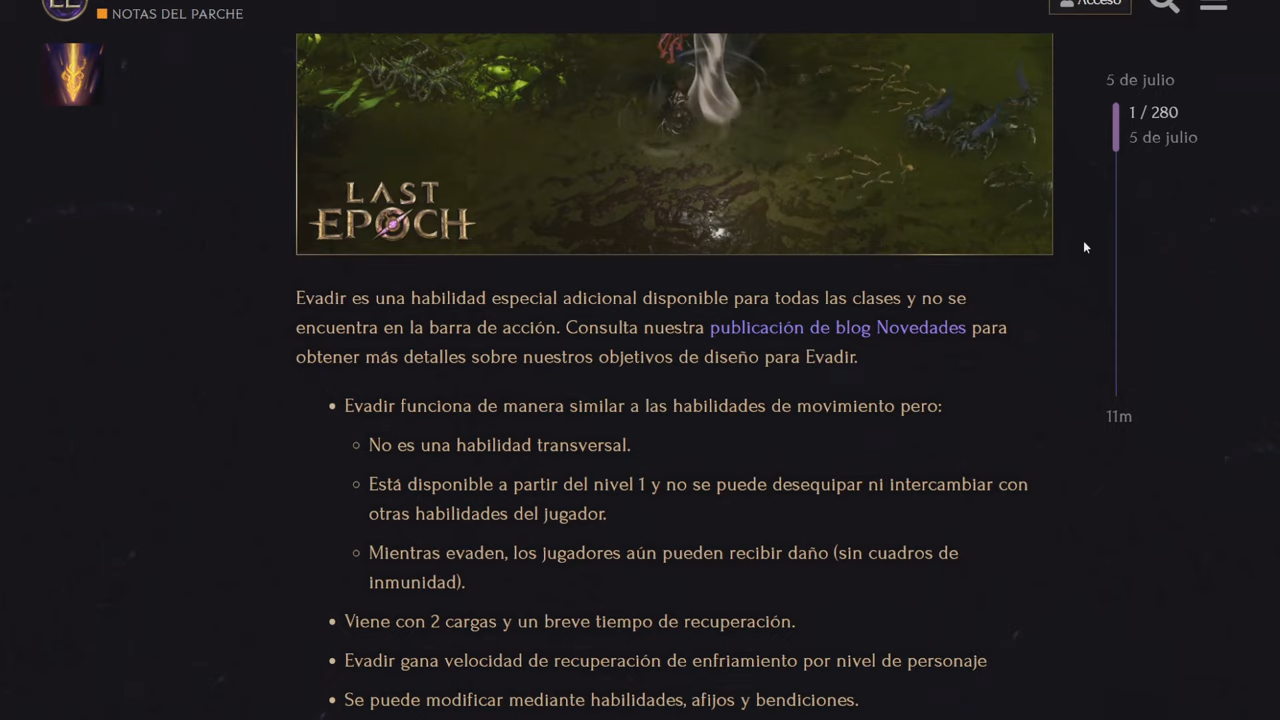 NOTAS DEL PARCHE
Acceso
5 de julio
1 / 280
5 de julio
11m
LAST
EPOCH
Evadir es una habilidad especial adicional disponible para todas las clases y no se
encuentra en la barra de acción. Consulta nuestra publicación de blog Novedades para
obtener más detalles sobre nuestros objetivos de diseño para Evadir.
• Evadir funciona de manera similar a las habilidades de movimiento pero:
○ No es una habilidad transversal.
○ Está disponible a partir del nivel 1 y no se puede desequipar ni intercambiar con
otras habilidades del jugador.
○ Mientras evaden, los jugadores aún pueden recibir daño (sin cuadros de
inmunidad).
• Viene con 2 cargas y un breve tiempo de recuperación.
• Evadir gana velocidad de recuperación de enfriamiento por nivel de personaje
• Se puede modificar mediante habilidades, afijos y bendiciones.